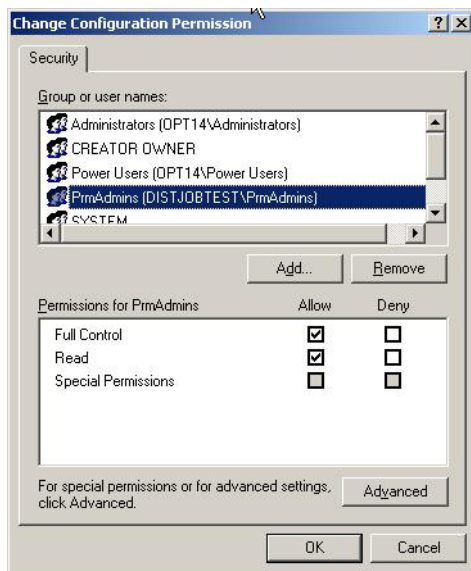 Change Configuration Permission
Security
Group or user names:
Administrators (OPT14\Administrators)
CREATOR OWNER
Power Users (OPT14\Power Users)
PrmAdmins (DISTJOBTEST\PrmAdmins)
SYSTEM
Add... Remove
Permissions for PrmAdmins Allow Deny
Full Control
Read
Special Permissions
For special permissions or for advanced settings,
click Advanced.
Advanced
OK Cancel